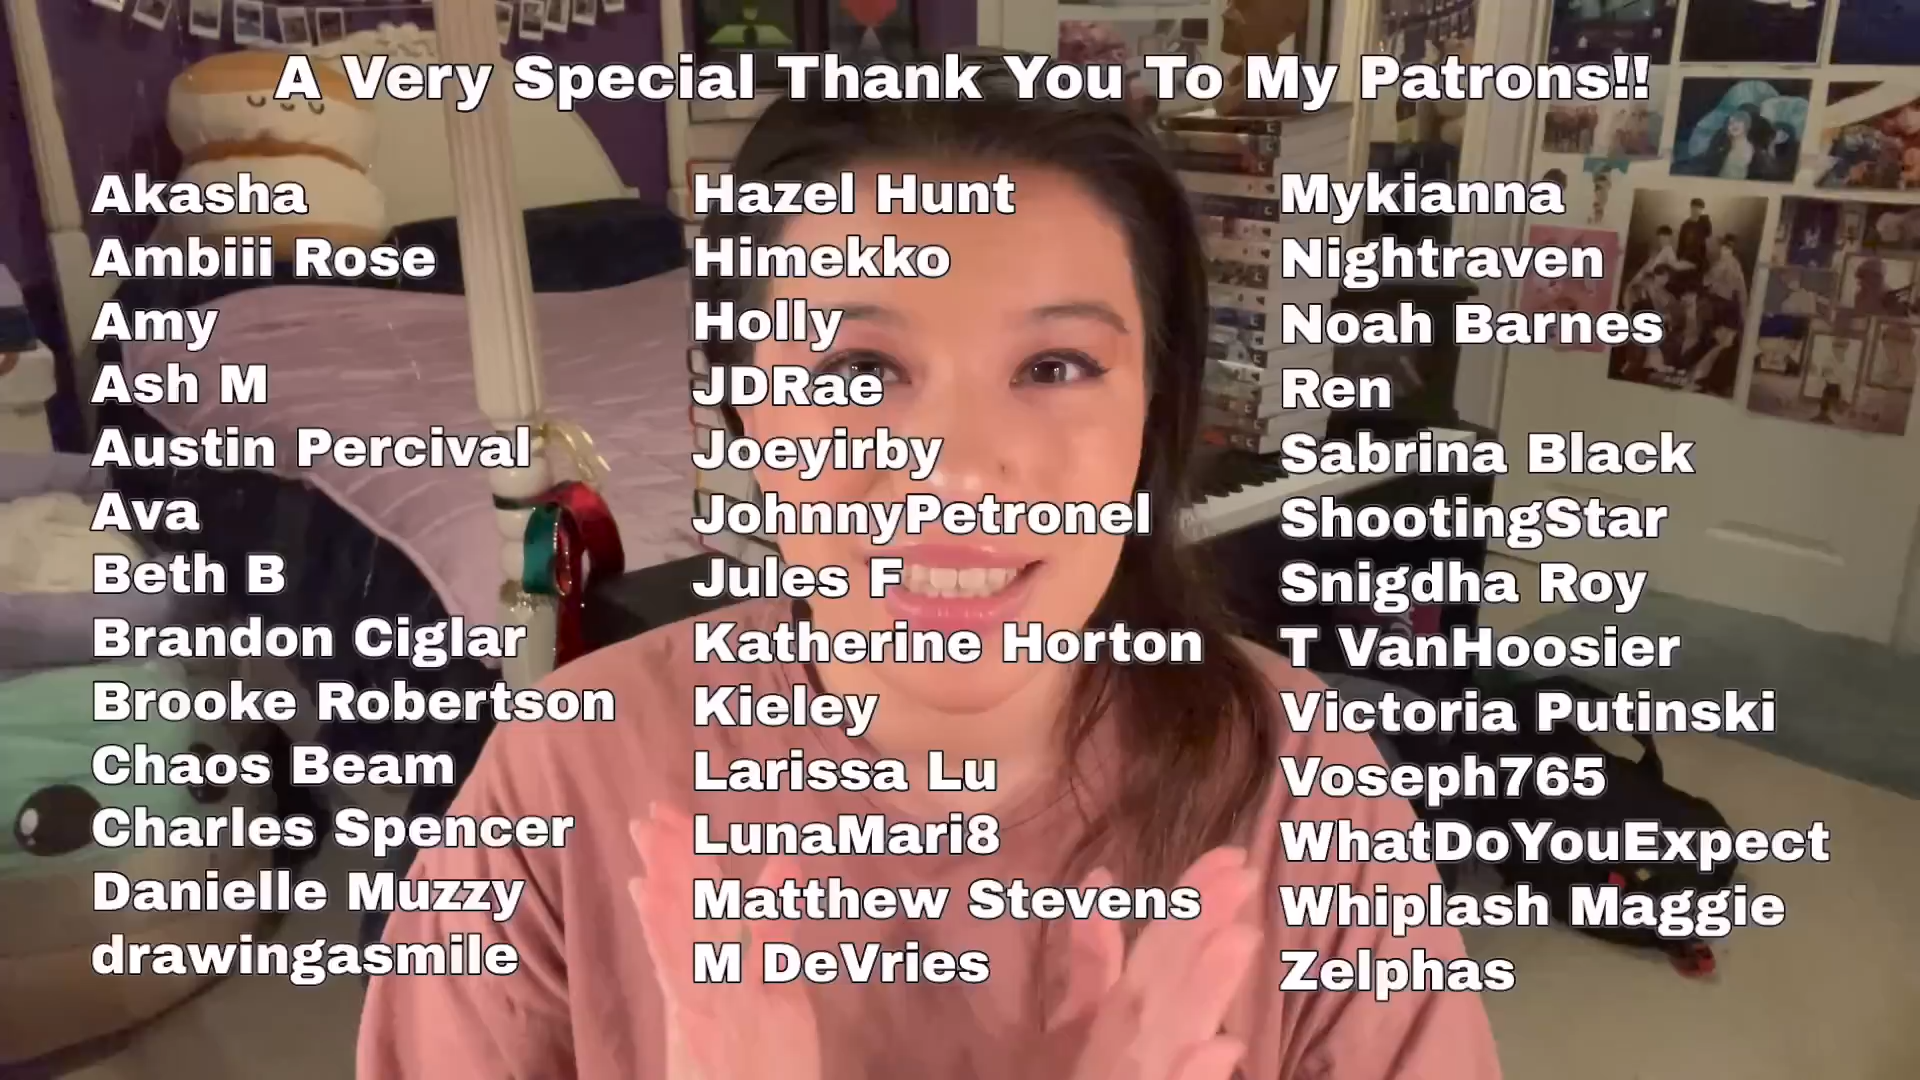 A Very Special Thank You To My Patrons!!
Akasha
Ambiii Rose
Amy
Ash M
Austin Percival
Ava
Beth B
Brandon Ciglar
Brooke Robertson
Chaos Beam
Charles Spencer
Danielle Muzzy
drawingasmile
Hazel Hunt
Himekko
Holly
JDRae
Joeyirby
JohnnyPetronel
Jules F
Katherine Horton
Kieley
Larissa Lu
LunaMari8
Matthew Stevens
M DeVries
Mykianna
Nightraven
Noah Barnes
Ren
Sabrina Black
ShootingStar
Snigdha Roy
T VanHoosier
Victoria Putinski
Voseph765
WhatDoYouExpect
Whiplash Maggie
Zelphas